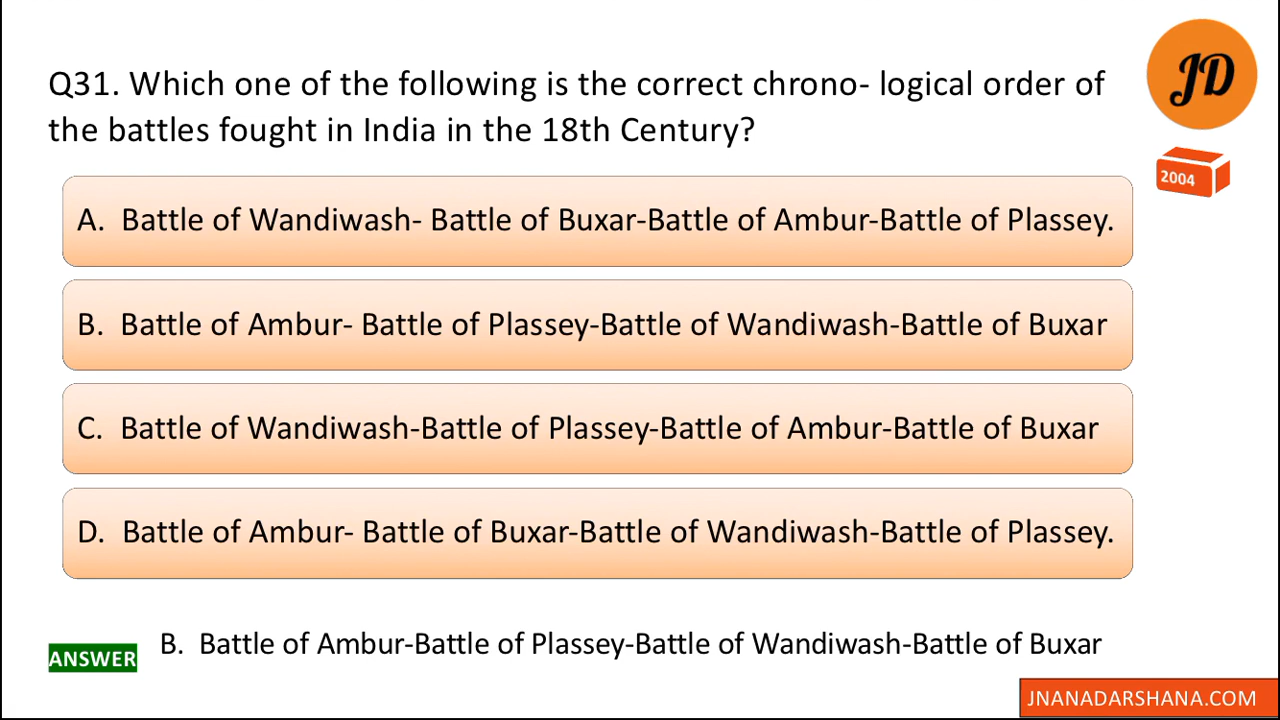 Q31. Which one of the following is the correct chrono- logical order of
the battles fought in India in the 18th Century?
JD
2004
A. Battle of Wandiwash- Battle of Buxar-Battle of Ambur-Battle of Plassey.
B. Battle of Ambur- Battle of Plassey-Battle of Wandiwash-Battle of Buxar
C. Battle of Wandiwash-Battle of Plassey-Battle of Ambur-Battle of Buxar
D. Battle of Ambur- Battle of Buxar-Battle of Wandiwash-Battle of Plassey.
ANSWER B. Battle of Ambur-Battle of Plassey-Battle of Wandiwash-Battle of Buxar
JNANADARSHANA.COM